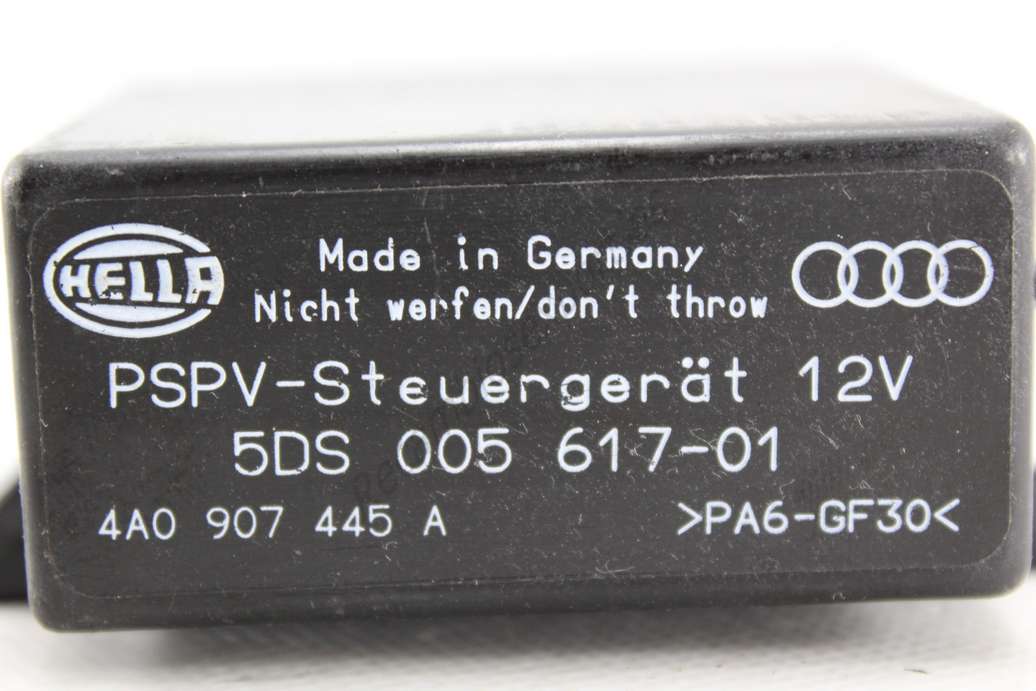 HELLA
Made in Germany
Nicht werfen/don't throw
PSPV-Steuergerät 12V
5DS 005 617-01
4A0 907 445 A >PA6-GF30<